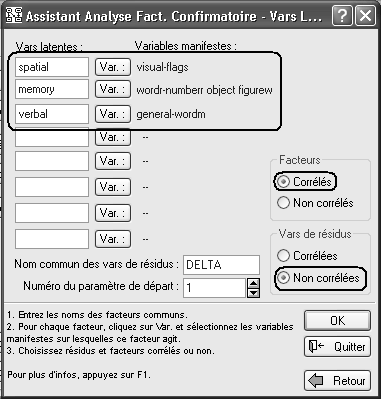 Assistant Analyse Fact. Confirmatoire - Vars L...
Vars latentes : Variables manifestes :
spatial Var. : visual-flags
memory Var. : wordr-numberr object figurew
verbal Var. : general-wordm
Var. : --
Var. : --
Var. : --
Var. : --
Var. : --
Facteurs
Corrélés
Non corrélés
Vars de résidus
Corrélées
Non corrélées
Nom commun des vars de résidus : DELTA
Numéro du paramètre de départ : 1
1. Entrez les noms des facteurs communs.
2. Pour chaque facteur, cliquez sur Var. et sélectionnez les variables
manifestes sur lesquelles ce facteur agit.
3. Choisissez résidus et facteurs corrélés ou non.
Pour plus d'infos, appuyez sur F1.
OK
Quitter
Retour